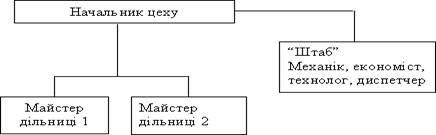 Начальник цеху
“Штаб”
Механік, економіст,
технолог, диспетчер
Майстер
дільниці 1
Майстер
дільниці 2